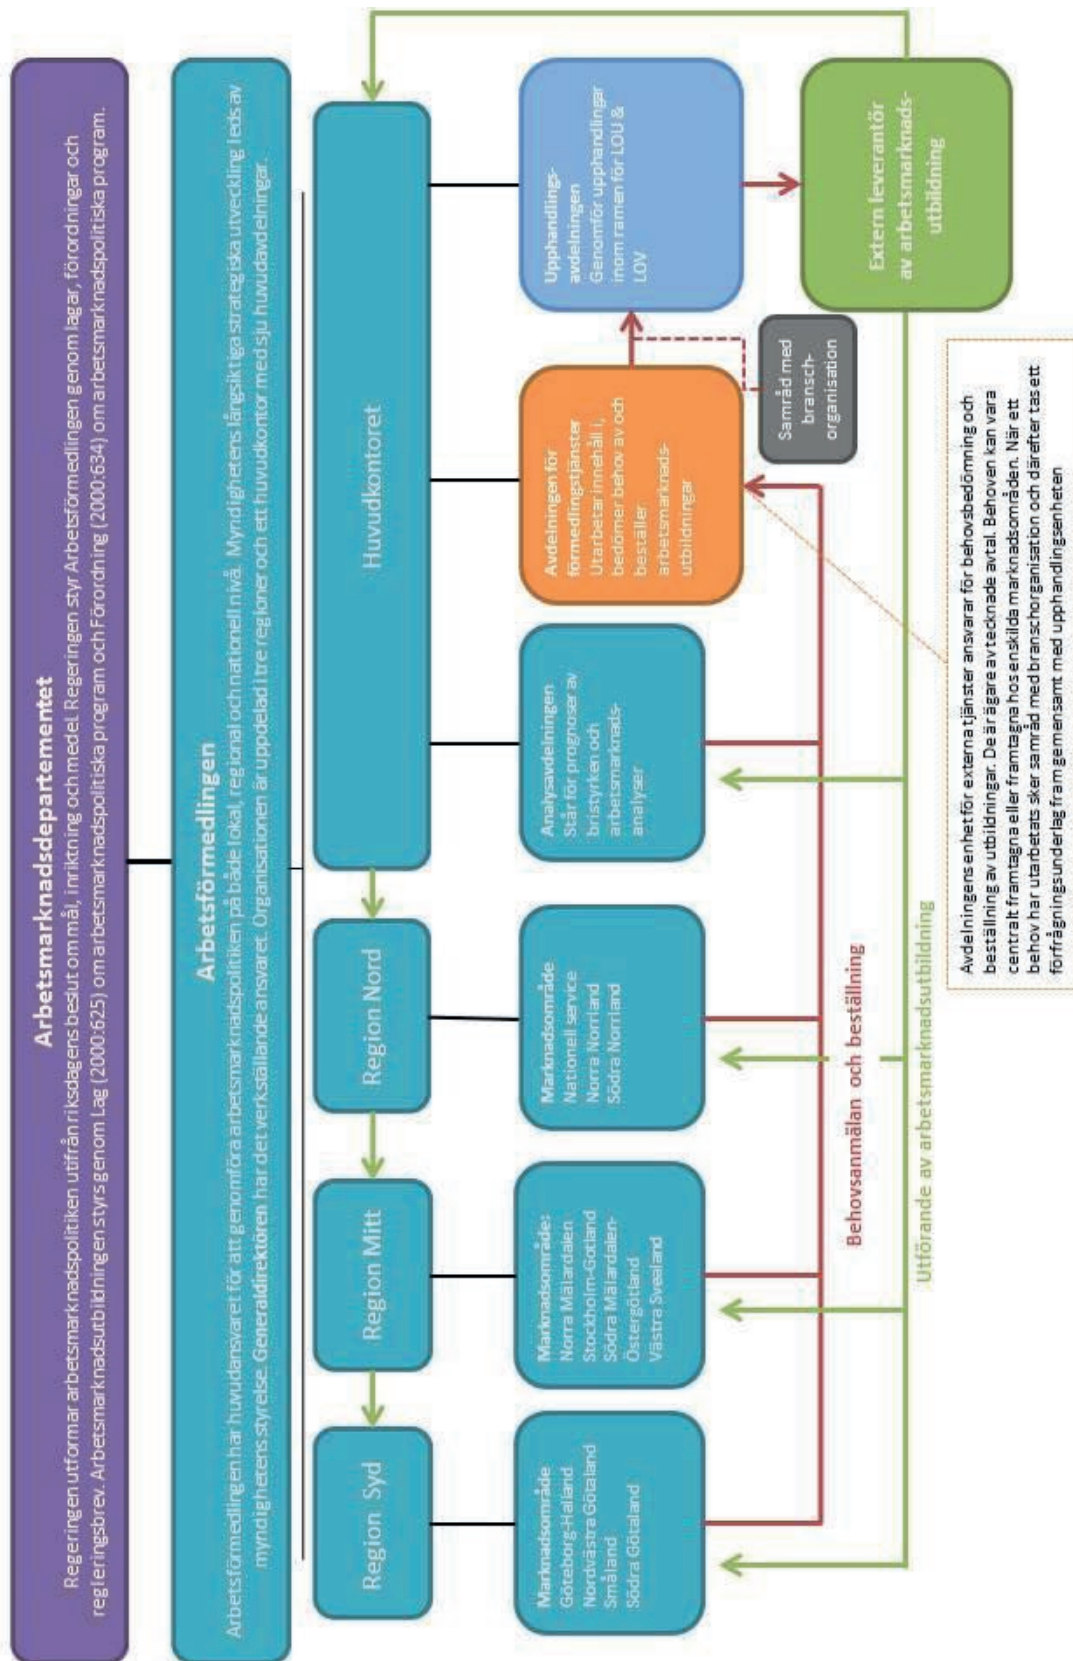 Arbetsmarknadsdepartementet
Regeringen utformar arbetsmarknadspolitiken utifrån riksdagens beslut om mål, inriktning och medel. Regeringen styr Arbetsförmedlingen genom lagar, förordningar och
regleringsbrev. Arbetsmarknadsutbildningen styrs genom Lag (2000:625) om arbetsmarknadspolitiska program och Förordning (2000:634) om arbetsmarknadspolitiska program.
Arbetsförmedlingen
Arbetsförmedlingen har huvudansvaret för att genomföra arbetsmarknadspolitiken på både lokal, regional och nationell nivå. Myndighetens långsiktiga strategiska utveckling leds av
myndighetens styrelse. Generaldirektören har det verkställande ansvaret. Organisationen är uppdelad i tre regioner och ett huvudkontor med sju huvudavdelningar.
Region Syd
Region Mitt
Region Nord
Huvudkontoret
Marknadsområde
Göteborg-Halland
Nordvästra Götaland
Småland
Södra Götaland
Marknadsområde:
Norra Mälardalen
Stockholm-Gotland
Södra Mälardalen-
Östergötland
Västra Svealand
Marknadsområde
Nationell service
Norra Norrland
Södra Norrland
Analysavdelningen
Står för prognoser av
bristyrken och
arbetsmarknads-
analyser
Avdelningen för
förmedlingstjänster
Utarbetar innehåll i,
bedömer behov av och
beställer
arbetsmarknads-
utbildningar
Upphandlings-
avdelningen
Genomför upphandlingar
inom ramen för LOU &
LOV
Samråd med
bransch-
organisation
Extern leverantör
av arbetsmarknads-
utbildning
Behovsanmälan och beställning
Utförande av arbetsmarknadsutbildning
Avdelningens enhet för externa tjänster ansvarar för behovsbedömning och
beställning av utbildningar. De är ägare av tecknade avtal. Behoven kan vara
centralt framtagna eller framtagna hos enskilda marknadsområden. När ett
behov har utarbetats sker samråd med branschorganisation och därefter tas ett
förfrågningsunderlag fram gemensamt med upphandlingsenheten